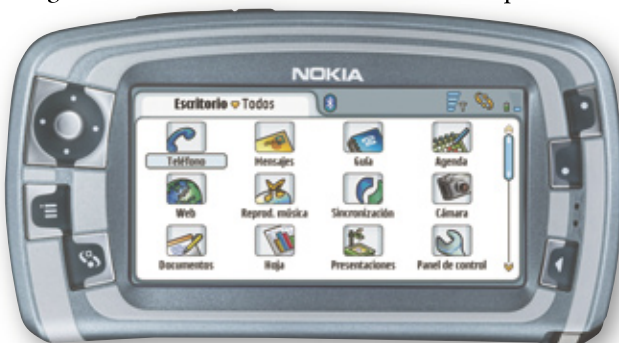 NOKIA
Escritorio Todos
Teléfono Mensajes Guía Agenda
Web Reprod. música Sincronización Cámara
Documentos Hoja Presentaciones Panel de control